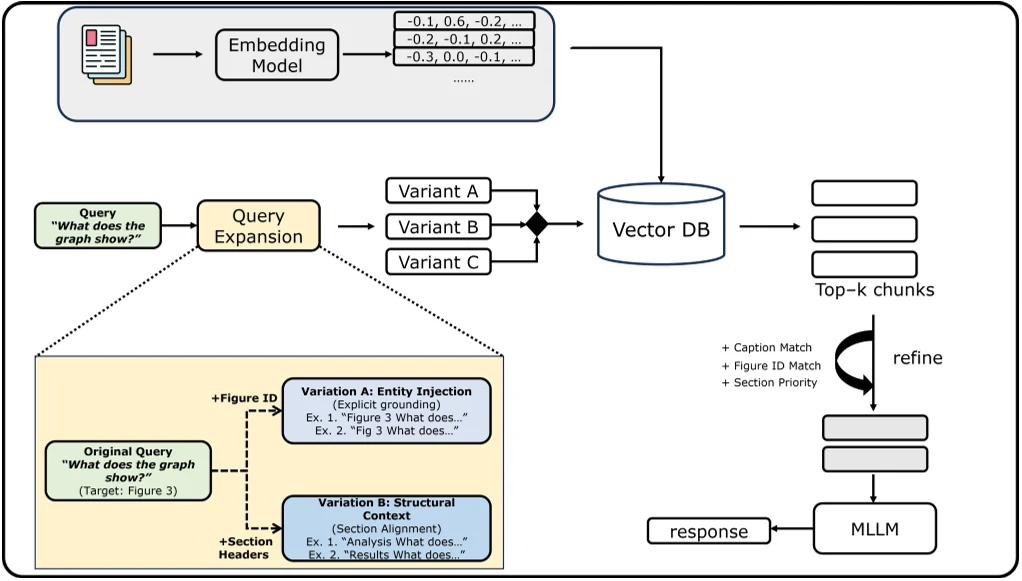 Embedding
Model
-0.1, 0.6, -0.2, ...
-0.2, -0.1, 0.2, ...
-0.3, 0.0, -0.1, ...
......
Query
“What does the
graph show?”
Query
Expansion
Variant A
Variant B
Variant C
Vector DB
Top–k chunks
+ Caption Match
+ Figure ID Match
+ Section Priority
refine
MLLM
response
Original Query
“What does the graph
show?”
(Target: Figure 3)
+Figure ID
Variation A: Entity Injection
(Explicit grounding)
Ex. 1. “Figure 3 What does...”
Ex. 2. “Fig 3 What does...”
+Section
Headers
Variation B: Structural
Context
(Section Alignment)
Ex. 1. “Analysis What does...”
Ex. 2. “Results What does...”